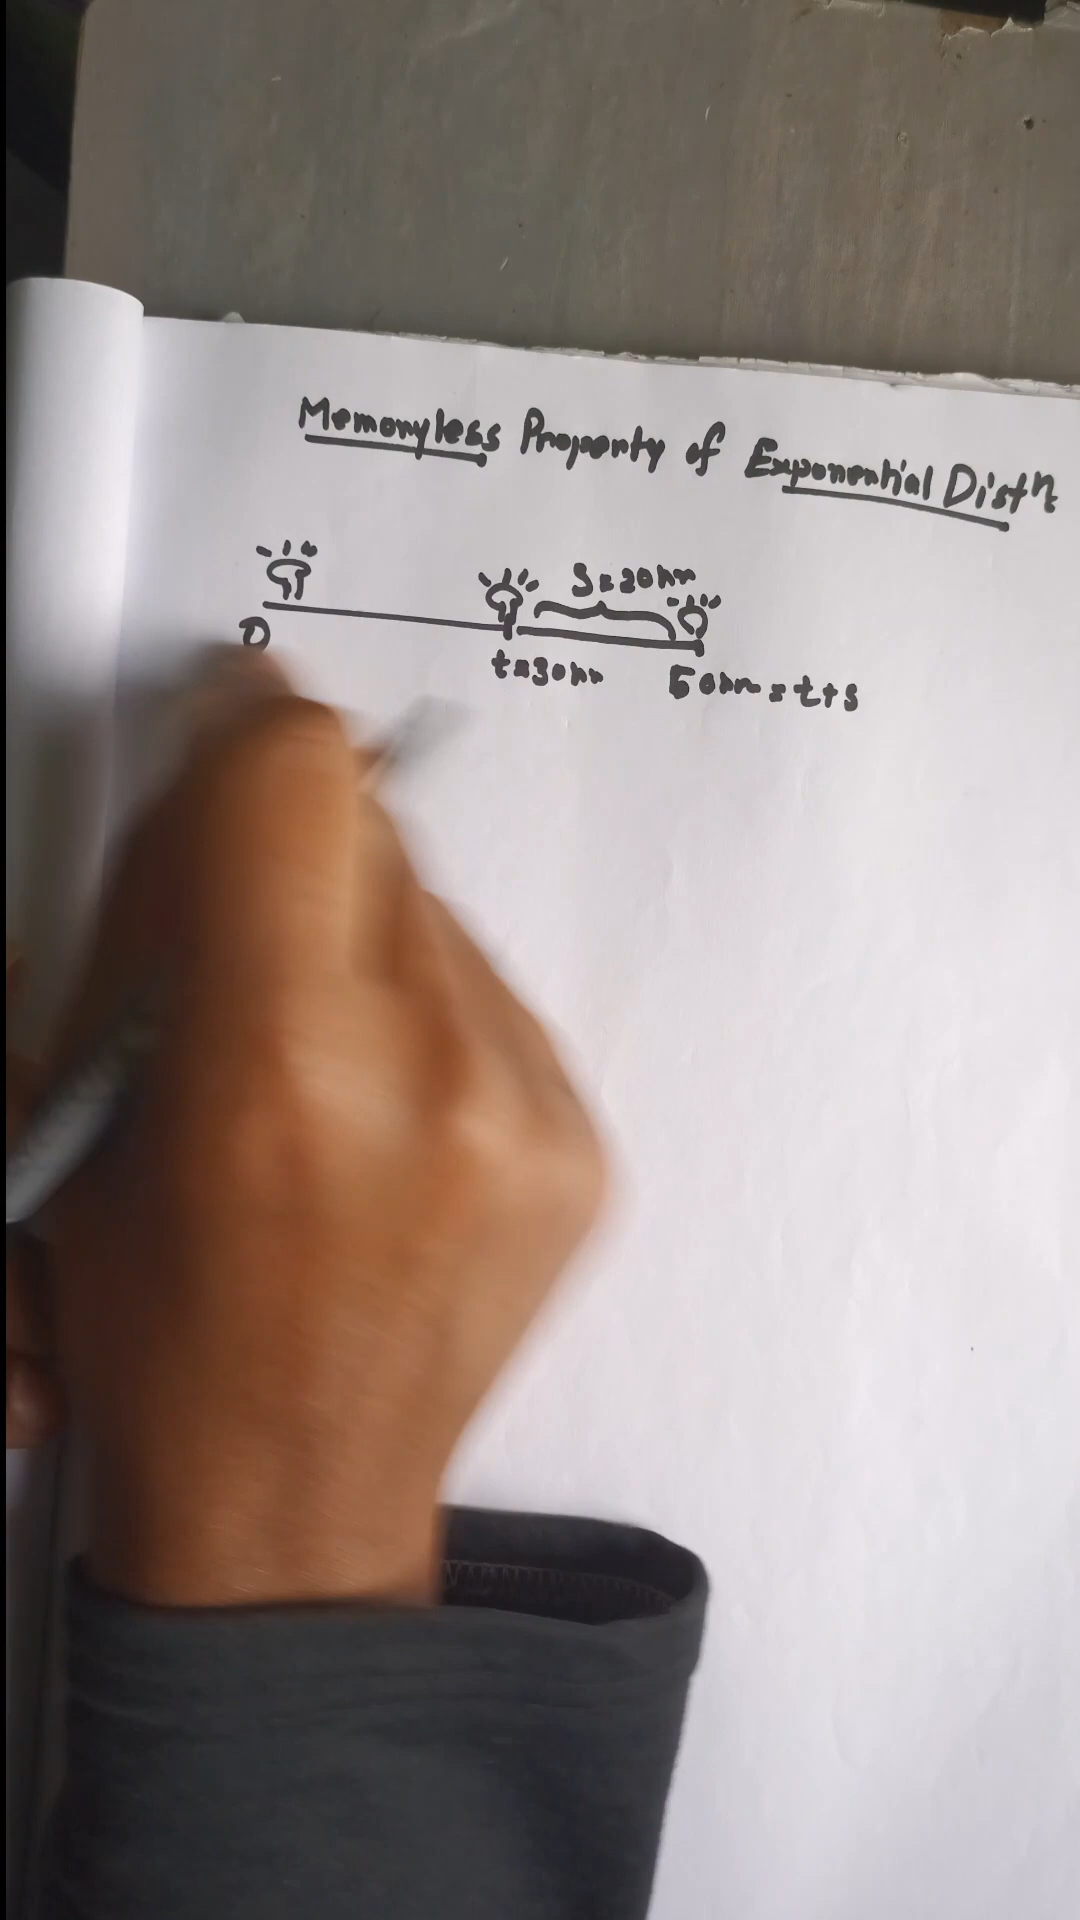 Memoryless Property of Exponential Distn
S=20hr
0
t=30hr
50hr=t+s